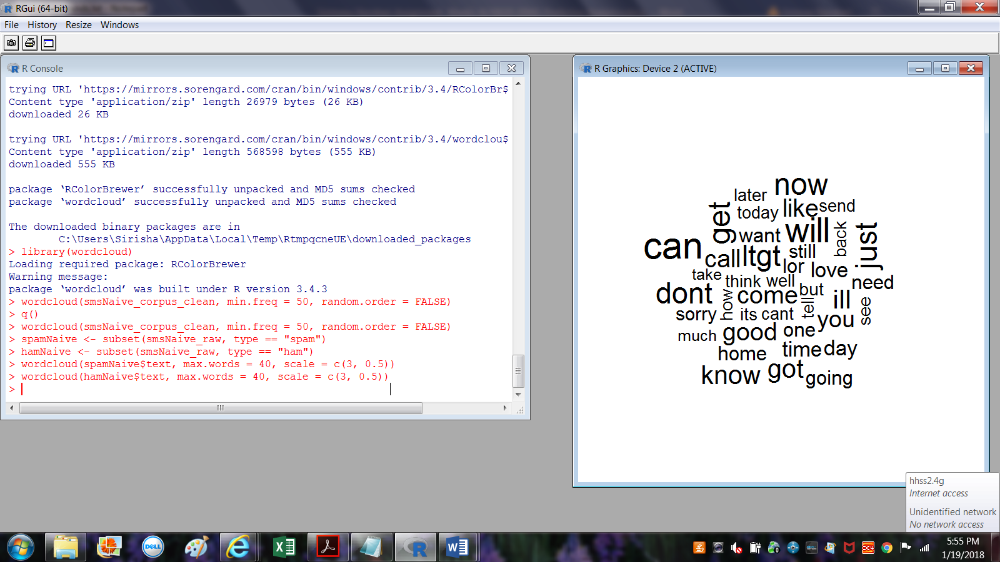 RGui (64-bit)
File History Resize Windows
R Console
trying URL 'https://mirrors.sorengard.com/cran/bin/windows/contrib/3.4/RColorBr$
Content type 'application/zip' length 26979 bytes (26 KB)
downloaded 26 KB
trying URL 'https://mirrors.sorengard.com/cran/bin/windows/contrib/3.4/wordclou$
Content type 'application/zip' length 568598 bytes (555 KB)
downloaded 555 KB
package ‘RColorBrewer’ successfully unpacked and MD5 sums checked
package ‘wordcloud’ successfully unpacked and MD5 sums checked
The downloaded binary packages are in
C:\Users\Sirisha\AppData\Local\Temp\RtmpqcneUE\downloaded_packages
> library(wordcloud)
Loading required package: RColorBrewer
Warning message:
package ‘wordcloud’ was built under R version 3.4.3
> wordcloud(smsNaive_corpus_clean, min.freq = 50, random.order = FALSE)
> q()
> wordcloud(smsNaive_corpus_clean, min.freq = 50, random.order = FALSE)
> spamNaive <- subset(smsNaive_raw, type == "spam")
> hamNaive <- subset(smsNaive_raw, type == "ham")
> wordcloud(spamNaive$text, max.words = 40, scale = c(3, 0.5))
> wordcloud(hamNaive$text, max.words = 40, scale = c(3, 0.5))
>
R Graphics: Device 2 (ACTIVE)
now
later
get
today
like
send
can
want
will
back
just
call
ltgt
still
lor
love
take
think
well
need
dont
how
come
but
tell
ill
see
sorry
its
cant
you
much
good
one
home
time
day
know
got
going
hhss2.4g
Internet access
Unidentified network
No network access
DELL
5:55 PM
1/19/2018